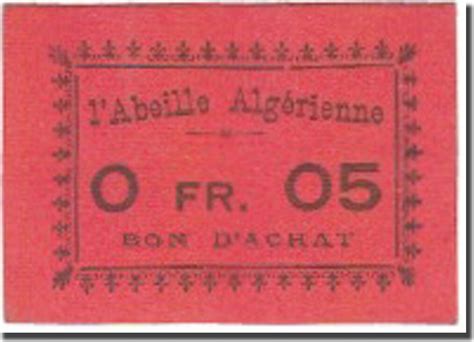 l'Abeille Algérienne
0 FR. 05
BON D'ACHAT